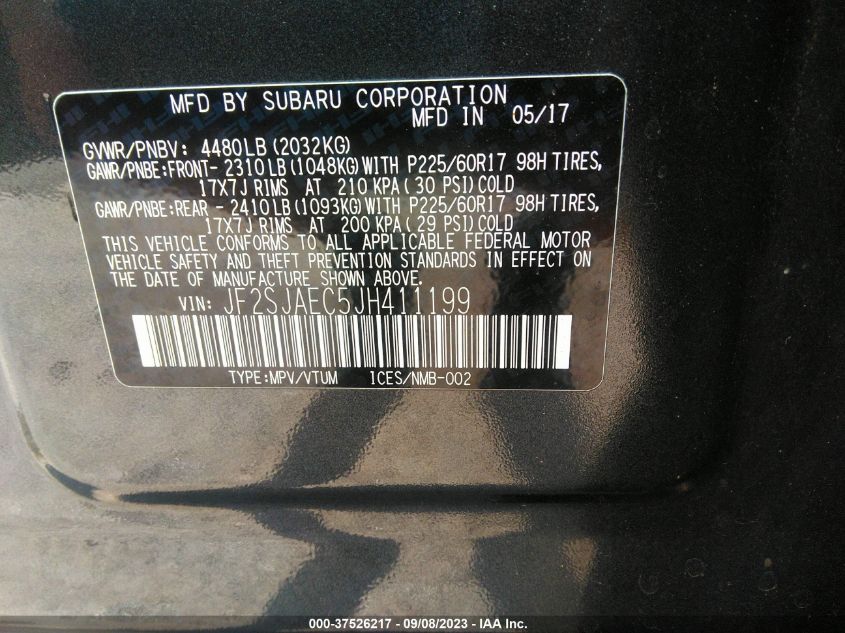 MFD BY SUBARU CORPORATION
MFD IN 05/17
GVWR/PNBV: 4480LB(2032KG)
GAWR/PNBE:FRONT- 2310LB(1048KG)WITH P225/60R17 98H TIRES,
17X7J RIMS AT 210 KPA( 30 PSI)COLD
GAWR/PNBE:REAR - 2410LB(1093KG)WITH P225/60R17 98H TIRES,
17X7J RIMS AT 200 KPA( 29 PSI)COLD
THIS VEHICLE CONFORMS TO ALL APPLICABLE FEDERAL MOTOR
VEHICLE SAFETY AND THEFT PREVENTION STANDARDS IN EFFECT ON
THE DATE OF MANUFACTURE SHOWN ABOVE.
VIN: JF2SJAEC5JH411199
TYPE:MPV/VTUM ICES/NMB-002
000-37526217 - 09/08/2023 - IAA Inc.